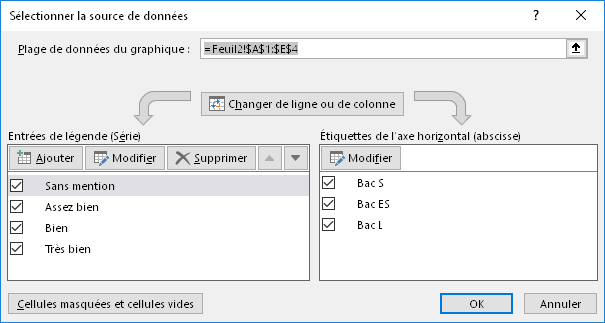 Sélectionner la source de données
?
Plage de données du graphique :
=Feuil2!$A$1:$E$4
Changer de ligne ou de colonne
Entrées de légende (Série)
Étiquettes de l'axe horizontal (abscisse)
Ajouter Modifier Supprimer
Modifier
Sans mention
Assez bien
Bien
Très bien
Bac S
Bac ES
Bac L
Cellules masquées et cellules vides
OK
Annuler